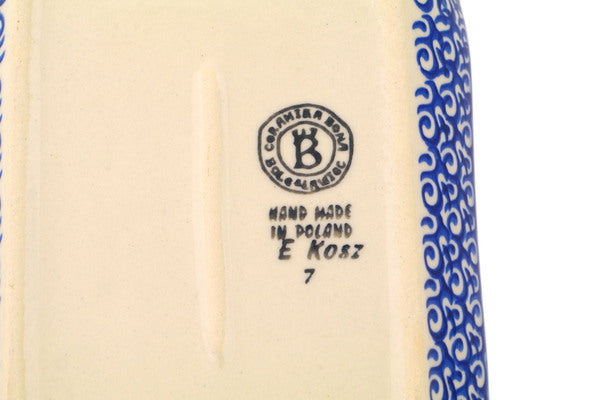 CERAMIKA BONA
BOLESŁAWIEC
B
HAND MADE
IN POLAND
E Kosz
7